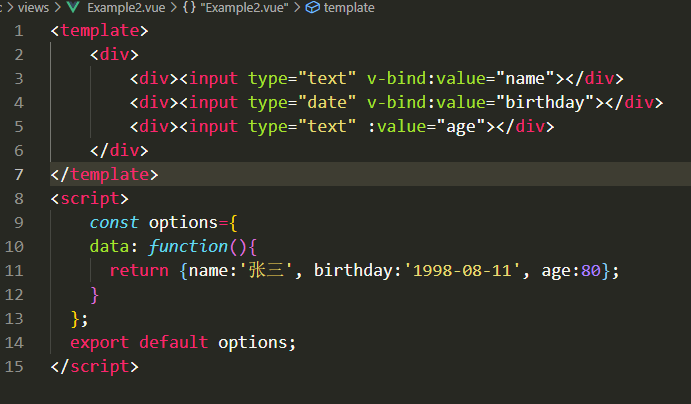 : > views > Example2.vue > {} "Example2.vue" > template
1 <template>
2     <div>
3         <div><input type="text" v-bind:value="name"></div>
4         <div><input type="date" v-bind:value="birthday"></div>
5         <div><input type="text" :value="age"></div>
6     </div>
7 </template>
8 <script>
9     const options={
10     data: function(){
11       return {name:'张三', birthday:'1998-08-11', age:80};
12     }
13   };
14   export default options;
15 </script>